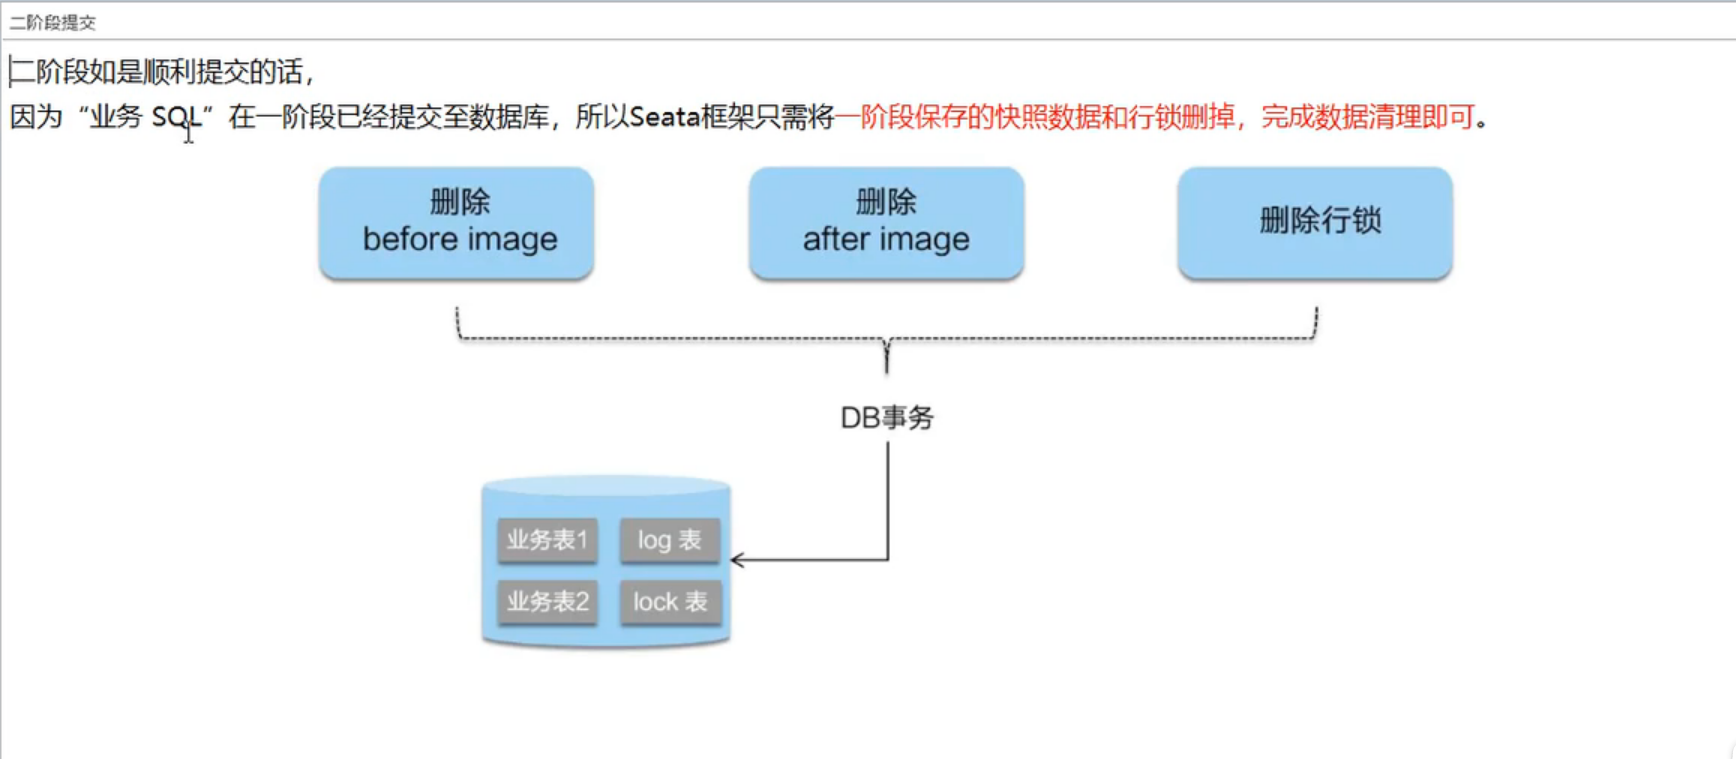 二阶段提交
二阶段如是顺利提交的话，
因为“业务 SQL”在一阶段已经提交至数据库，所以Seata框架只需将一阶段保存的快照数据和行锁删掉，完成数据清理即可。
删除
before image
删除
after image
删除行锁
DB事务
业务表1
log 表
业务表2
lock 表